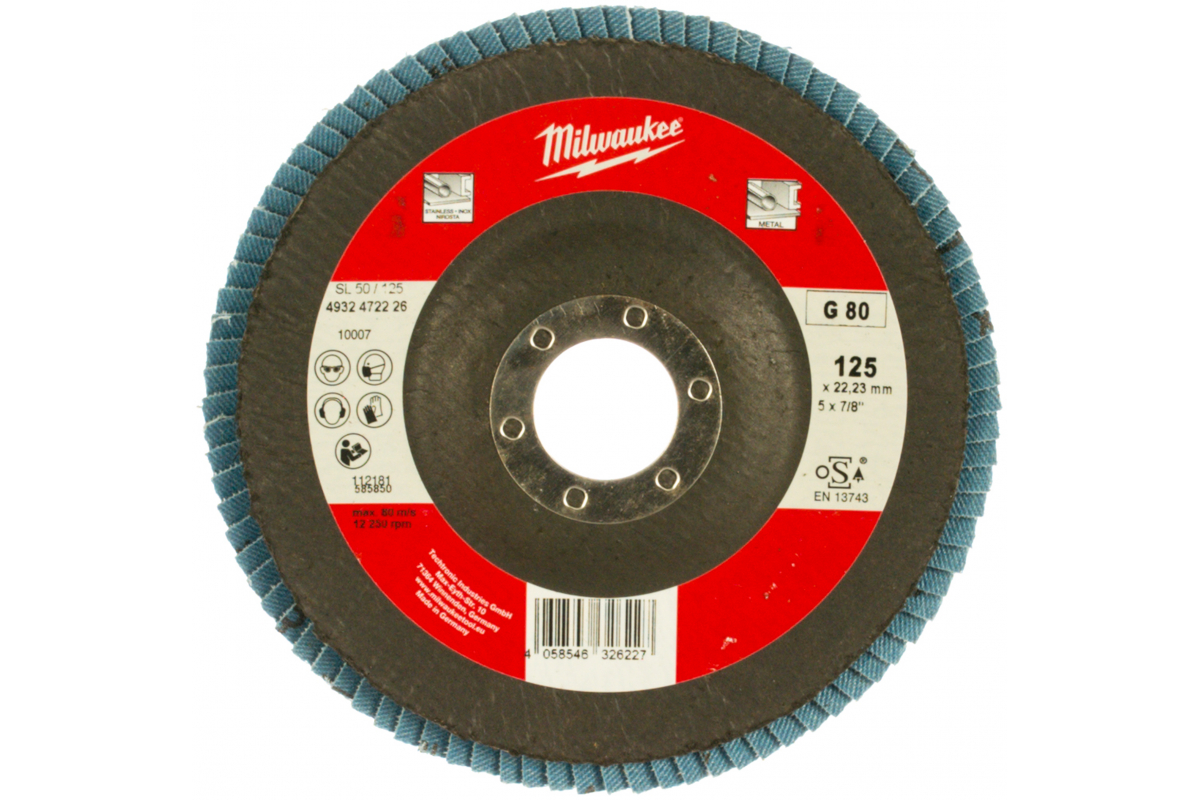 Milwaukee
STAINLESS - INOX
NIROSTA
METAL
SL 50 / 125
4932 4722 26
10007
G 80
125
x 22,23 mm
5 x 7/8"
112181
585850
oSA ®
EN 13743
max. 80 m/s
12 230 rpm
Techtronic Industries GmbH
Max-Eyth-Str. 10
71364 Winnenden, Germany
www.milwaukeetool.eu
Made in Germany
4 058546 326227